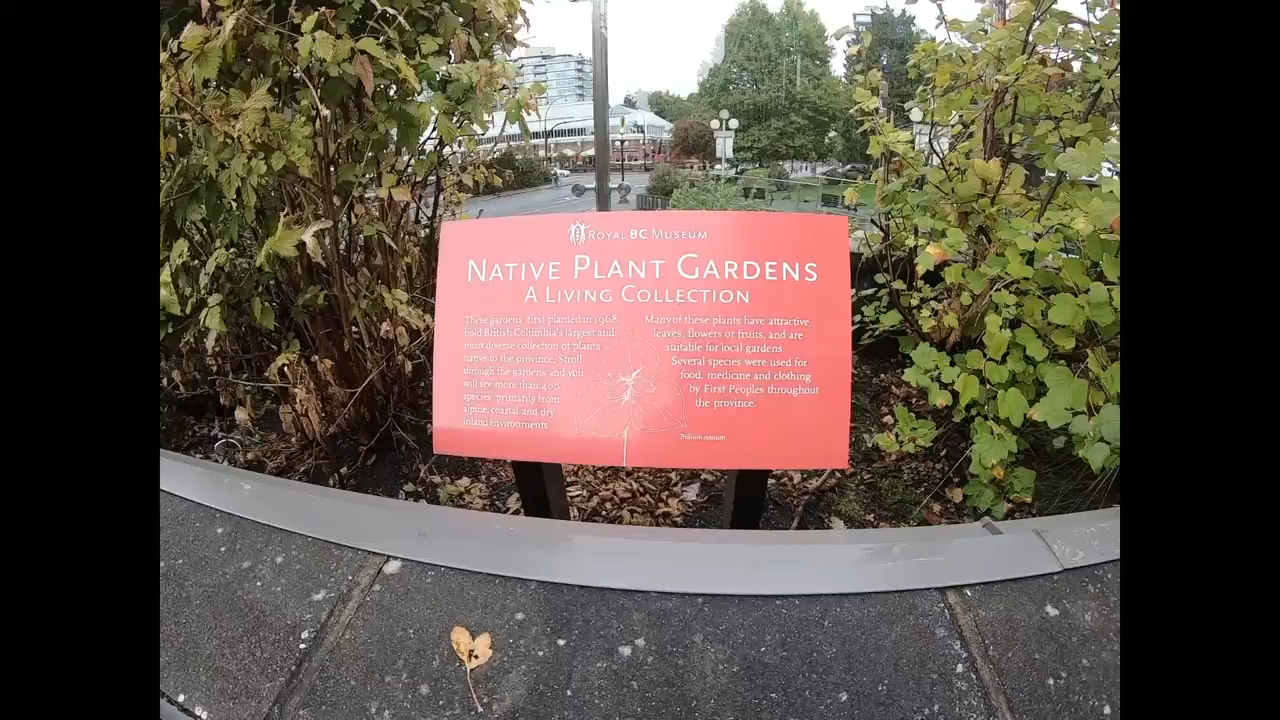 ROYAL BC MUSEUM
NATIVE PLANT GARDENS
A LIVING COLLECTION
These gardens, first planted in 1968,
hold British Columbia's largest and
most diverse collection of plants
native to the province. Stroll
through the gardens and you
will see more than 400
species primarily from
alpine, coastal and dry
inland environments.
Many of these plants have attractive
leaves, flowers or fruits, and are
suitable for local gardens.
Several species were used for
food, medicine and clothing
by First Peoples throughout
the province.
Trillium ovatum